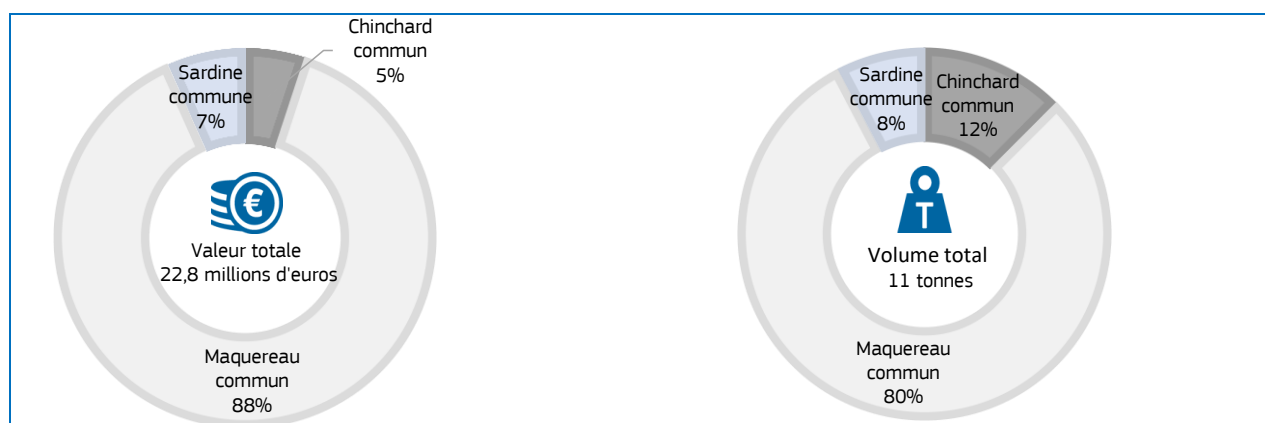 Chinchard
commun
5%
Sardine
commune
7%
€
Valeur totale
22,8 millions d'euros
Maquereau
commun
88%
Sardine
commune
8%
Chinchard
commun
12%
T
Volume total
11 tonnes
Maquereau
commun
80%